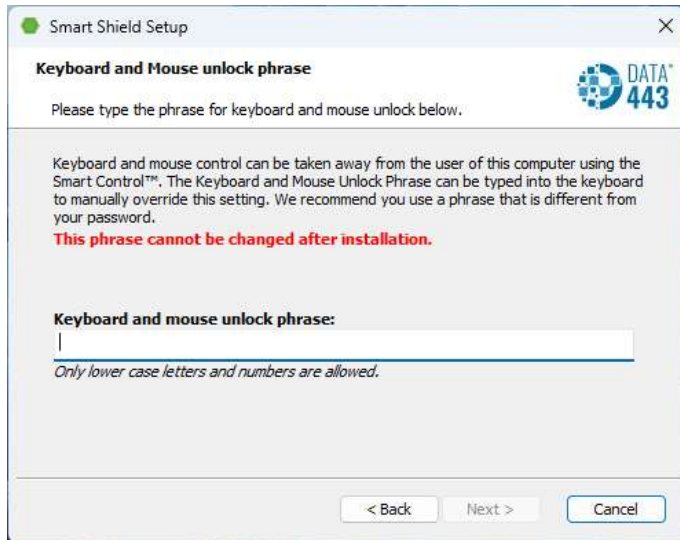 Smart Shield Setup
Keyboard and Mouse unlock phrase
Please type the phrase for keyboard and mouse unlock below.
DATA
443
Keyboard and mouse control can be taken away from the user of this computer using the
Smart Control™. The Keyboard and Mouse Unlock Phrase can be typed into the keyboard
to manually override this setting. We recommend you use a phrase that is different from
your password.
This phrase cannot be changed after installation.
Keyboard and mouse unlock phrase:
Only lower case letters and numbers are allowed.
< Back Next > Cancel